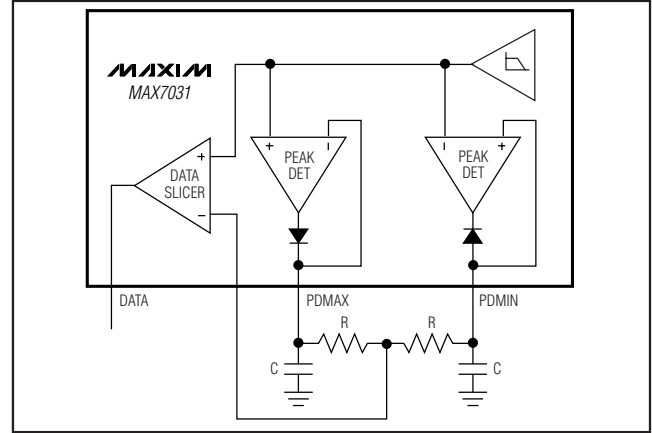 MAXIM
MAX7031
+
−
PEAK
DET
−
+
PEAK
DET
+
DATA
SLICER
−
DATA
PDMAX
PDMIN
R
R
C
C